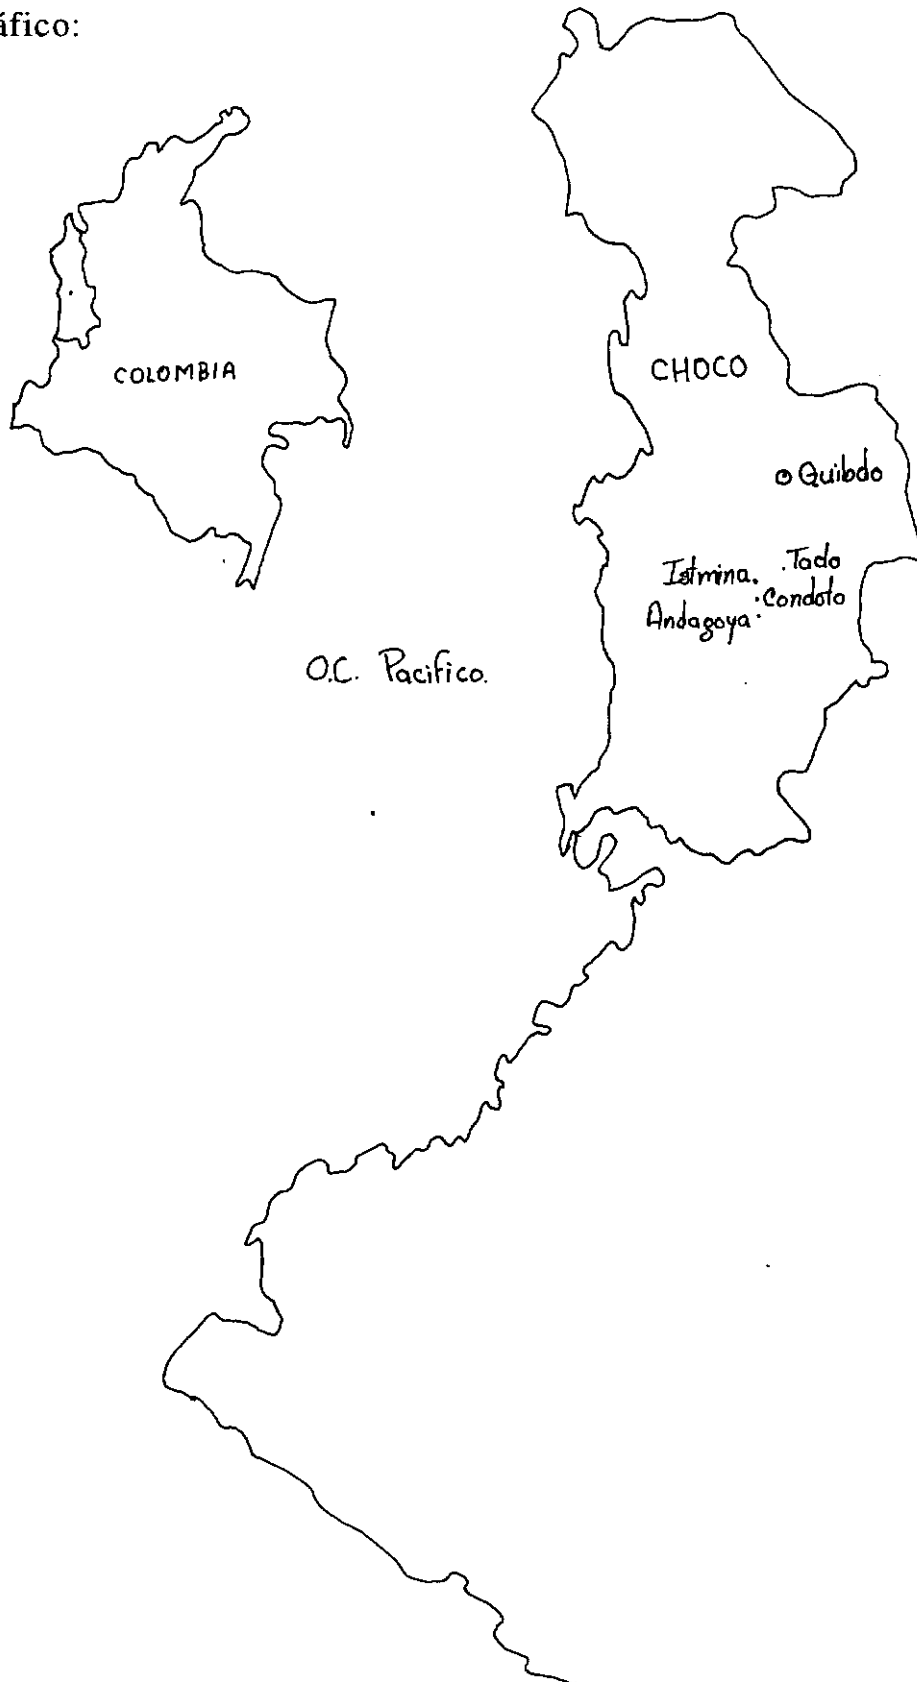 áfico:
COLOMBIA
CHOCO
Quibdo
Istmina. .Tado
Andagoya. .Condoto
O.C. Pacifico.